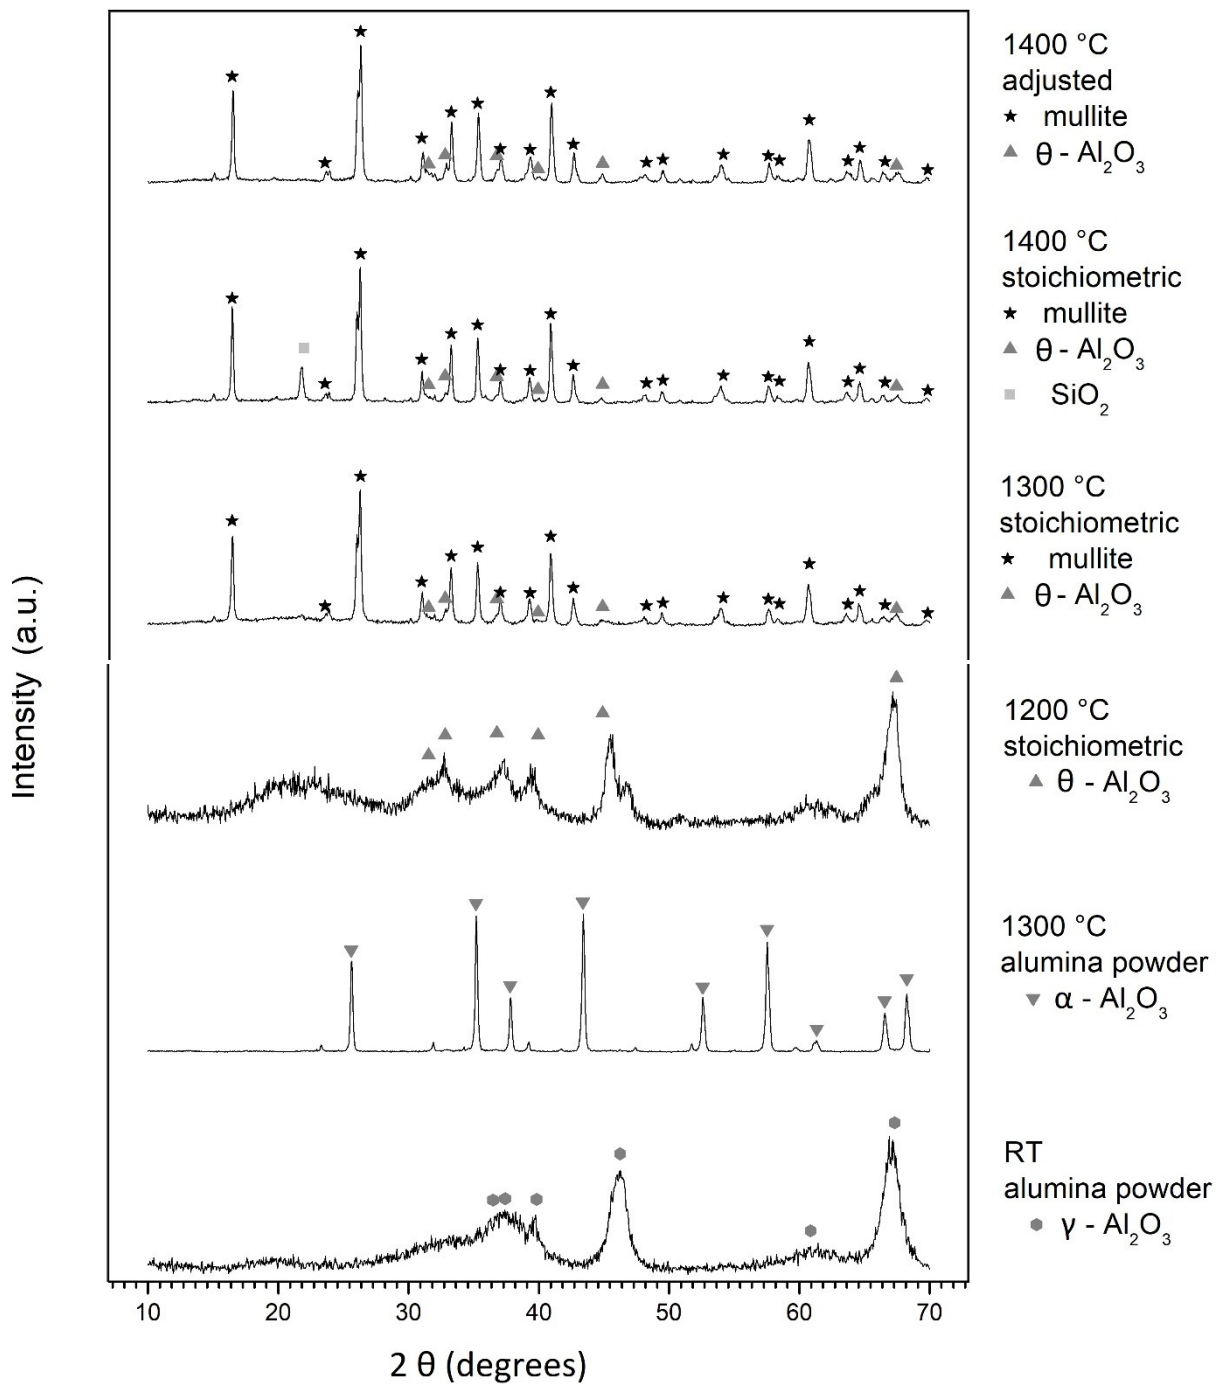 1400 °C
adjusted
★ mullite
▲ θ - Al₂O₃
1400 °C
stoichiometric
★ mullite
▲ θ - Al₂O₃
■ SiO₂
1300 °C
stoichiometric
★ mullite
▲ θ - Al₂O₃
1200 °C
stoichiometric
▲ θ - Al₂O₃
1300 °C
alumina powder
▼ α - Al₂O₃
RT
alumina powder
⬢ γ - Al₂O₃
Intensity (a.u.)
10 20 30 40 50 60 70
2 θ (degrees)